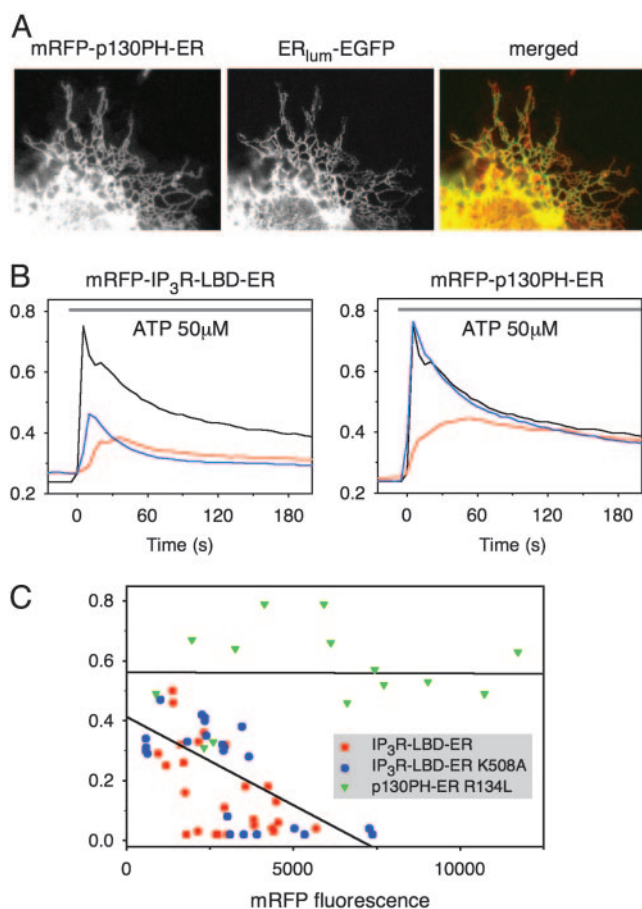 A
mRFP-p130PH-ER ER_lum-EGFP merged
B
mRFP-IP₃R-LBD-ER mRFP-p130PH-ER
0.8 0.8
ATP 50μM ATP 50μM
0.6 0.6
0.4 0.4
0.2 0.2
0 60 120 180 0 60 120 180
Time (s) Time (s)
C
0.8
0.6
0.4
0.2
0.0
IP₃R-LBD-ER
IP₃R-LBD-ER K508A
p130PH-ER R134L
0 5000 10000
mRFP fluorescence